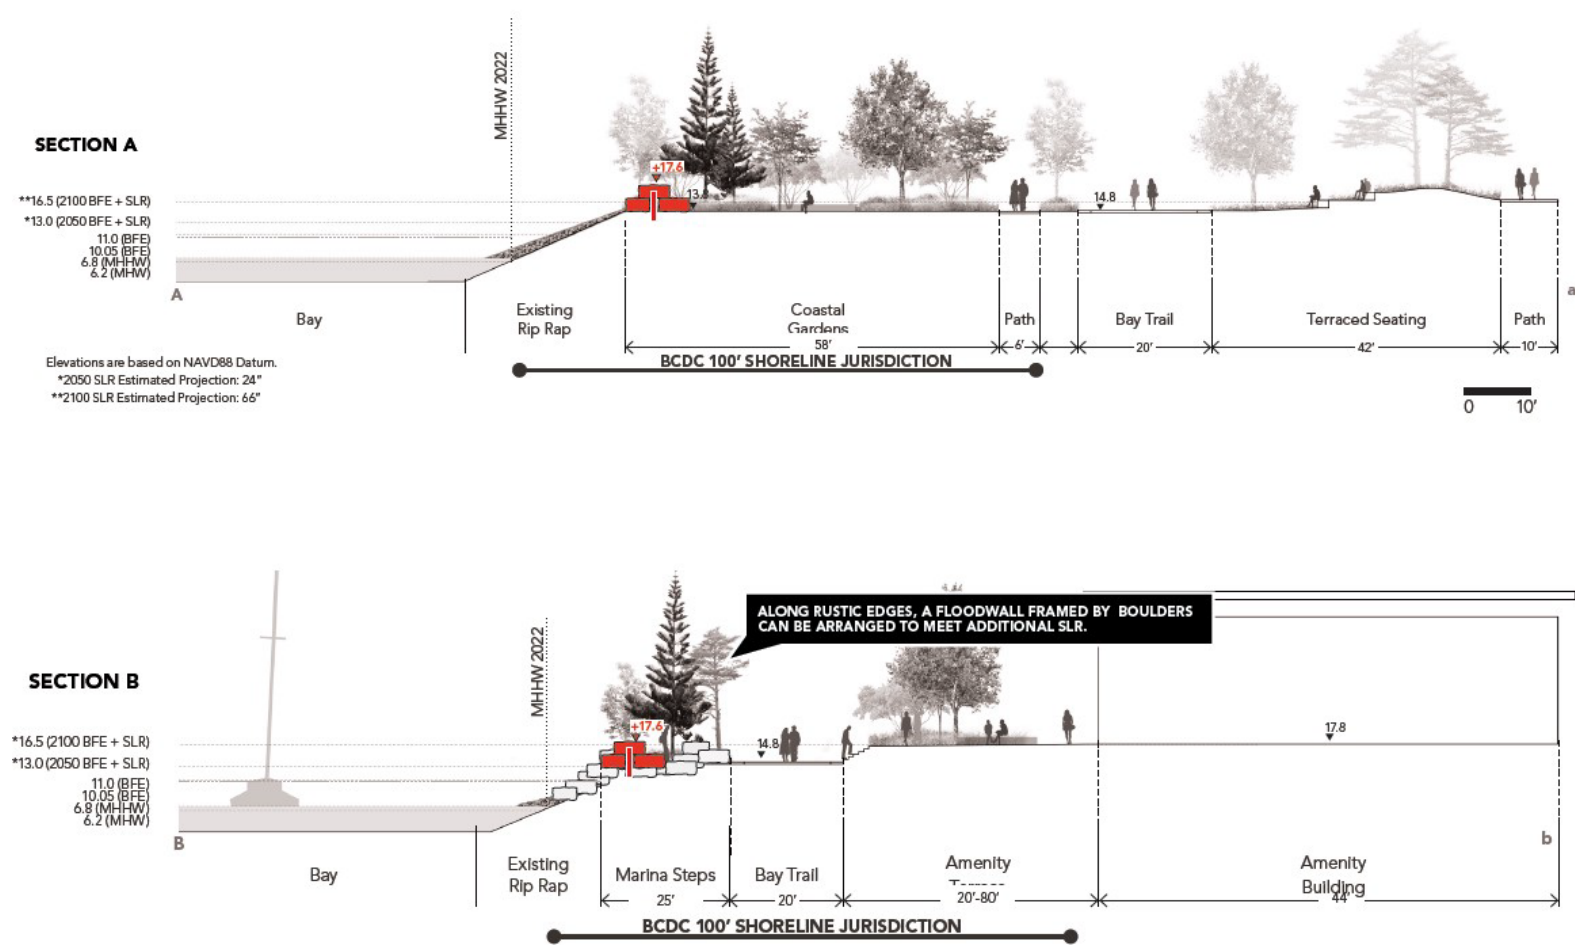 MHHW 2022
SECTION A
+17.6
13.8
14.8
**16.5 (2100 BFE + SLR)
*13.0 (2050 BFE + SLR)
11.0 (BFE)
10.05 (BFE)
6.8 (MHHW)
6.2 (MHW)
A
a
Bay
Existing
Rip Rap
Coastal
Gardens
Path
Bay Trail
Terraced Seating
Path
58'
6'
20'
42'
10'
BCDC 100' SHORELINE JURISDICTION
Elevations are based on NAVD88 Datum.
*2050 SLR Estimated Projection: 24"
**2100 SLR Estimated Projection: 66"
0 10'
ALONG RUSTIC EDGES, A FLOODWALL FRAMED BY BOULDERS
CAN BE ARRANGED TO MEET ADDITIONAL SLR.
MHHW 2022
SECTION B
+17.6
14.8
17.8
*16.5 (2100 BFE + SLR)
*13.0 (2050 BFE + SLR)
11.0 (BFE)
10.05 (BFE)
6.8 (MHHW)
6.2 (MHW)
B
b
Bay
Existing
Rip Rap
Marina Steps
Bay Trail
Amenity
Amenity
Building
25'
20'
20'-80'
44'
BCDC 100' SHORELINE JURISDICTION